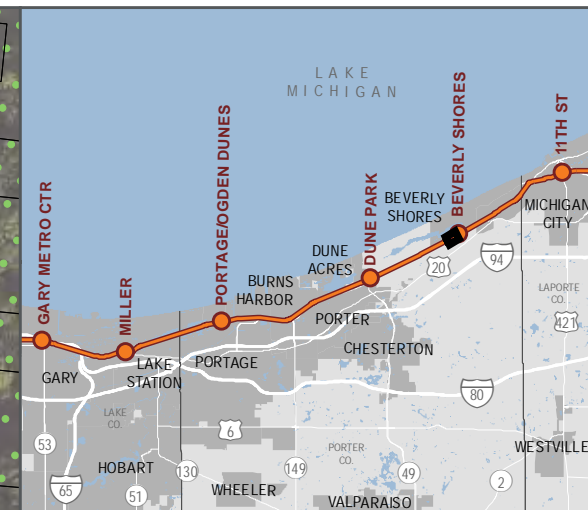 LAKE
MICHIGAN
GARY METRO CTR
MILLER
PORTAGE/OGDEN DUNES
DUNE PARK
BEVERLY SHORES
11TH ST
BEVERLY
SHORES
MICHIGAN
CITY
DUNE
ACRES
BURNS
HARBOR
20
94
PORTER
LAPORTE
CO.
421
CHESTERTON
GARY
LAKE
STATION
PORTAGE
80
LAKE
CO.
6
53
PORTER
CO.
WESTVILLE
HOBART
130
149
49
2
65
51
WHEELER
VALPARAISO